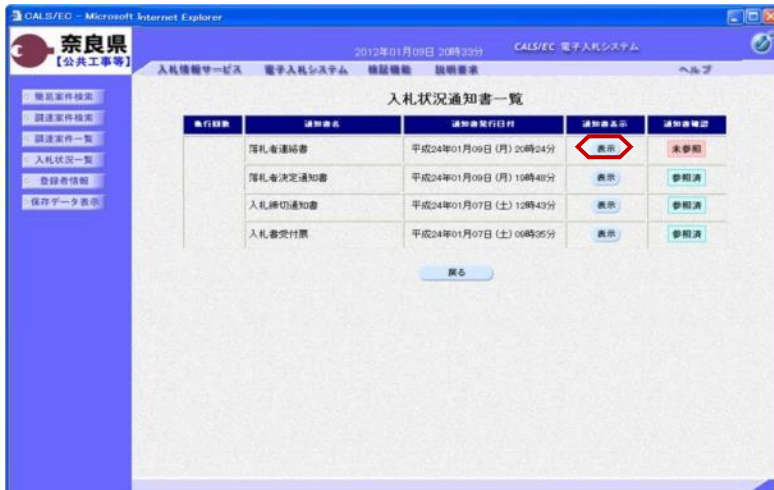 CALS/EC - Microsoft Internet Explorer
奈良県
【公共工事等】
2012年01月09日 20時33分
CALS/EC 電子入札システム
入札情報サービス 電子入札システム 検証機能 説明要求 ヘルプ
簡易案件検索
調達案件検索
調達案件一覧
入札状況一覧
登録者情報
保存データ表示
入札状況通知書一覧
執行回数 通知書名 通知書発行日付 通知書表示 通知書確認
落札者連絡書 平成24年01月09日(月)20時24分 表示 未参照
落札者決定通知書 平成24年01月09日(月)19時48分 表示 参照済
入札締切通知書 平成24年01月07日(土)12時43分 表示 参照済
入札書受付票 平成24年01月07日(土)09時35分 表示 参照済
戻る